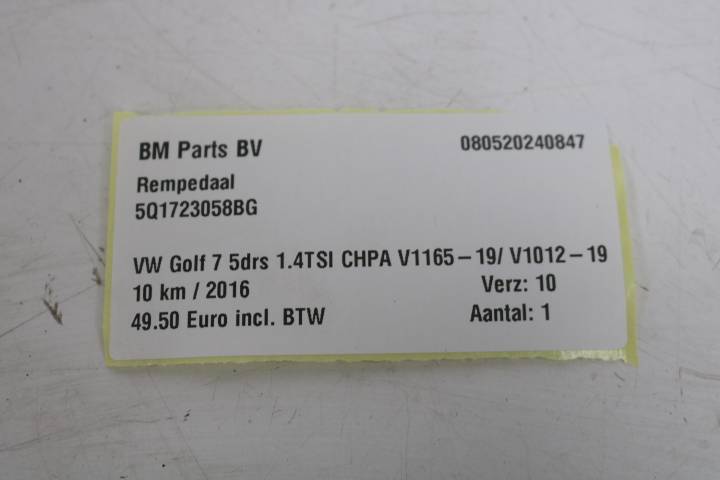 BM Parts BV 080520240847
Rempedaal
5Q1723058BG
VW Golf 7 5drs 1.4TSI CHPA V1165-19/ V1012-19
10 km / 2016 Verz: 10
49.50 Euro incl. BTW Aantal: 1